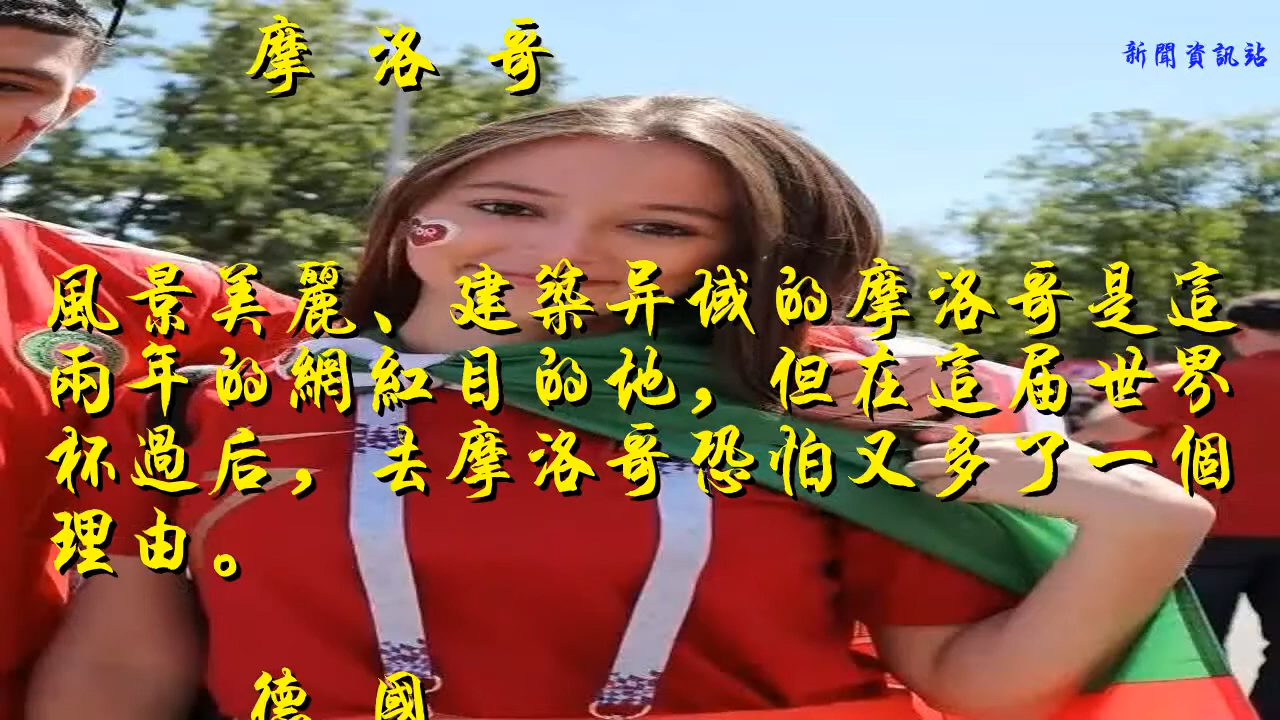 摩洛哥
新聞資訊站
風景美麗、建築异域的摩洛哥是這
兩年的網紅目的地，但在這届世界
杯過后，去摩洛哥恐怕又多了一個
理由。
德國